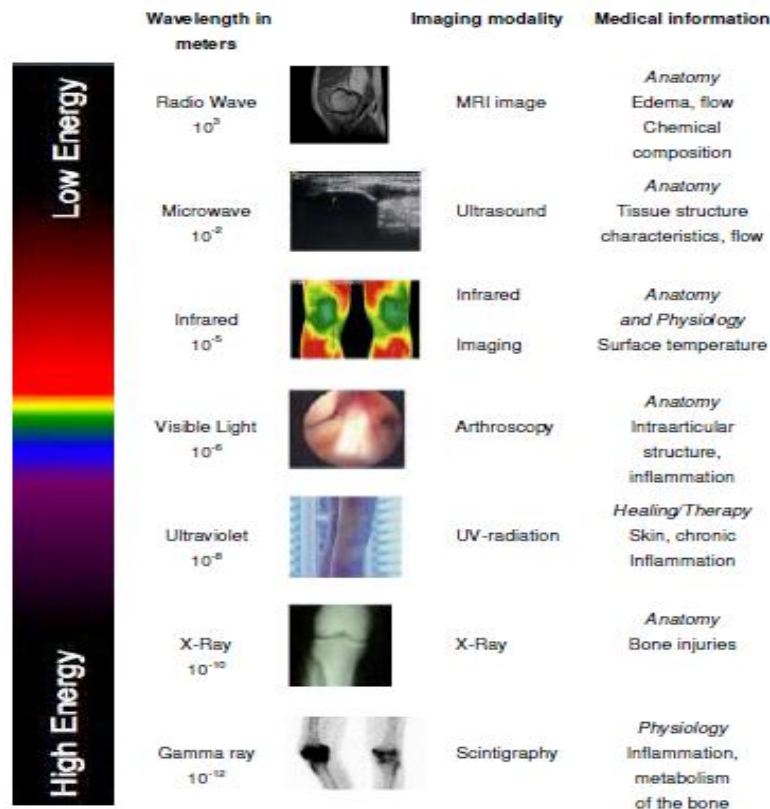 Wavelength in
meters
Imaging modality
Medical information
Low Energy
High Energy
Radio Wave
10³
MRI image
Anatomy
Edema, flow
Chemical
composition
Microwave
10⁻²
Ultrasound
Anatomy
Tissue structure
characteristics, flow
Infrared
10⁻⁵
Infrared
Imaging
Anatomy
and Physiology
Surface temperature
Visible Light
10⁻⁶
Arthroscopy
Anatomy
Intraarticular
structure,
inflammation
Ultraviolet
10⁻⁸
UV-radiation
Healing/Therapy
Skin, chronic
Inflammation
X-Ray
10⁻¹⁰
X-Ray
Anatomy
Bone injuries
Gamma ray
10⁻¹²
Scintigraphy
Physiology
Inflammation,
metabolism
of the bone